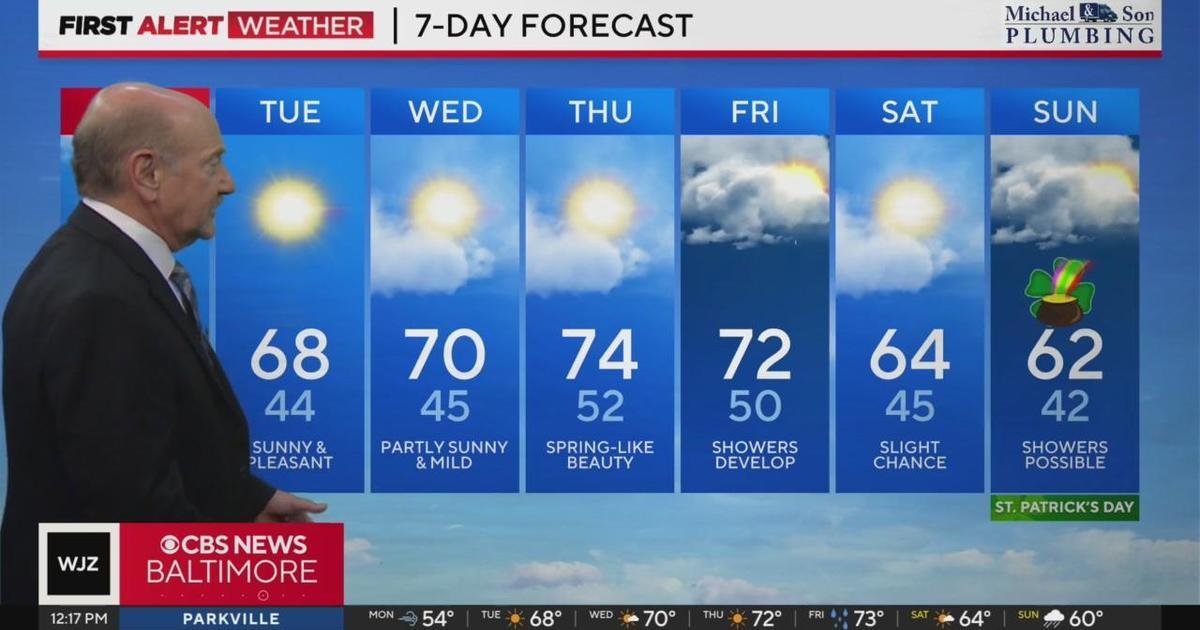 FIRST ALERT WEATHER | 7-DAY FORECAST
Michael & Son
PLUMBING
TUE
WED
THU
FRI
SAT
SUN
68
70
74
72
64
62
44
45
52
50
45
42
SUNNY & PLEASANT
PARTLY SUNNY & MILD
SPRING-LIKE BEAUTY
SHOWERS DEVELOP
SLIGHT CHANCE
SHOWERS POSSIBLE
ST. PATRICK'S DAY
WJZ
CBS NEWS
BALTIMORE
12:17 PM
PARKVILLE
MON 54° TUE 68° WED 70° THU 72° FRI 73° SAT 64° SUN 60°